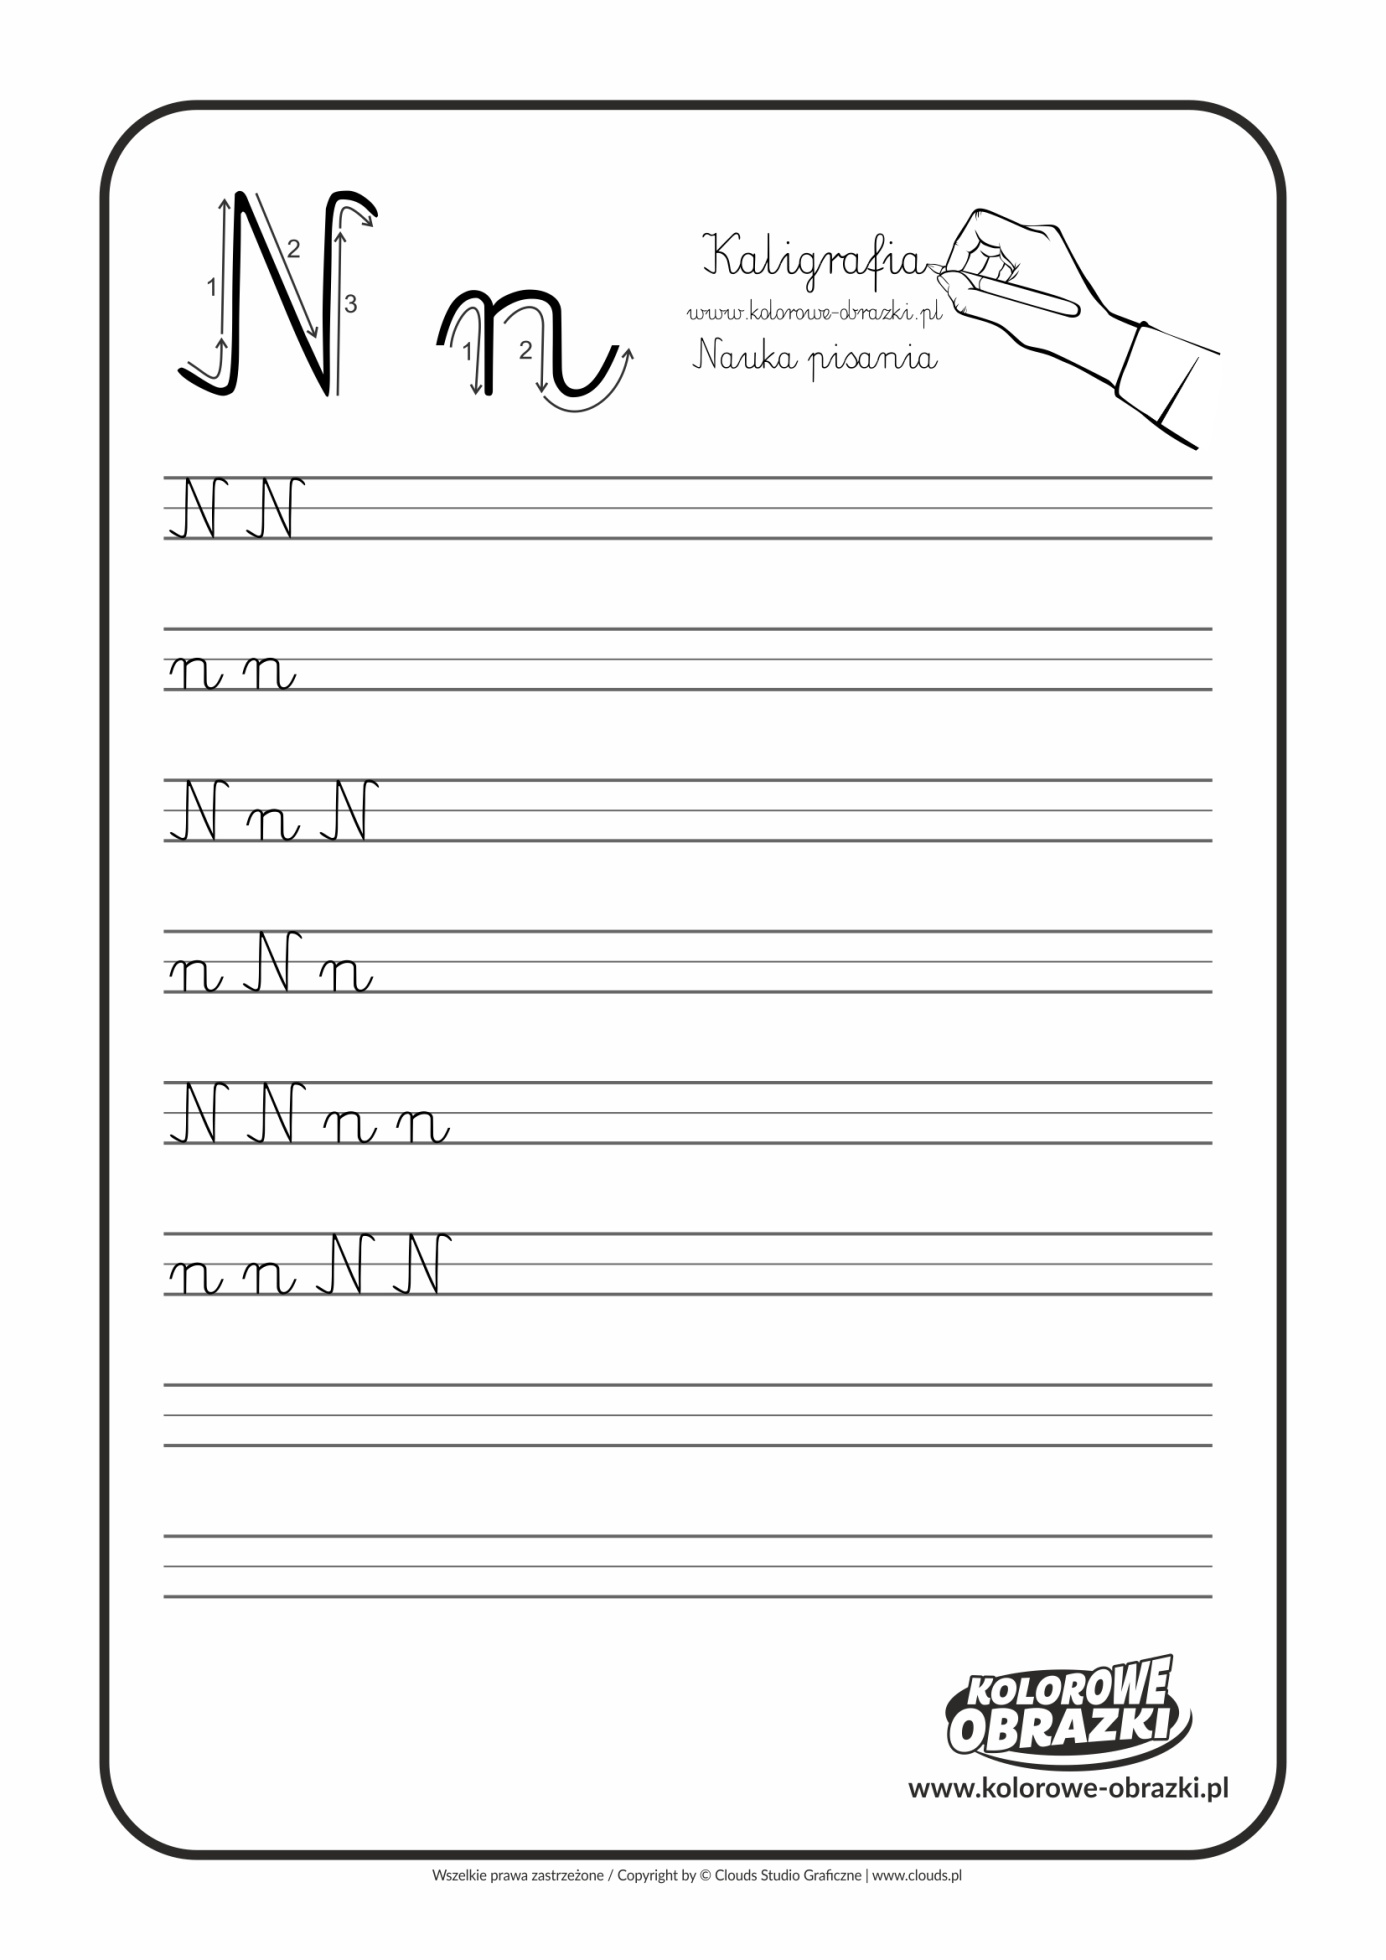 N n
1 2 3 1 2
Kaligrafia
www.kolorowe-obrazki.pl
Nauka pisania
N N
n n
N n N
n N n
N N n n
n n N N
KOLOROWE
OBRAZKI
www.kolorowe-obrazki.pl
Wszelkie prawa zastrzeżone / Copyright by © Clouds Studio Graficzne | www.clouds.pl